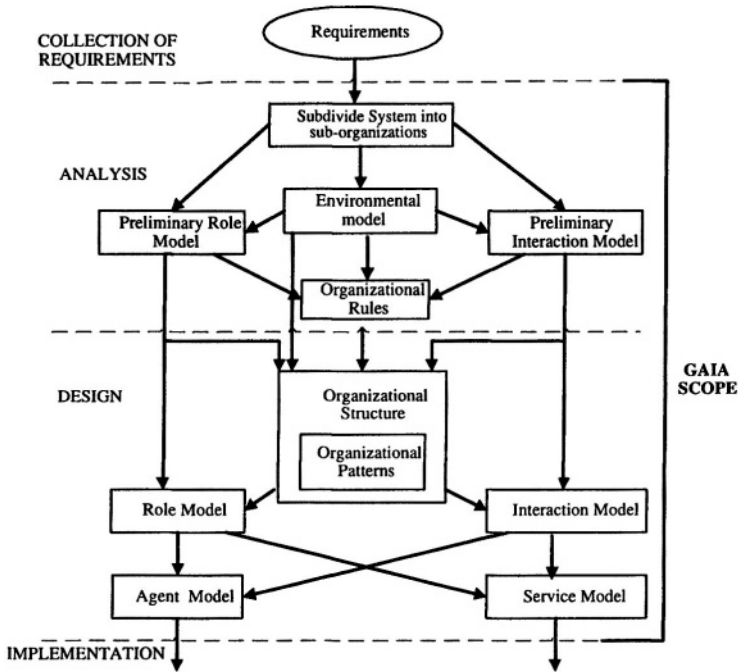 Requirements
COLLECTION OF
REQUIREMENTS
Subdivide System into
sub-organizations
ANALYSIS
Environmental
model
Preliminary Role
Model
Preliminary
Interaction Model
Organizational
Rules
GAIA
SCOPE
DESIGN
Organizational
Structure
Organizational
Patterns
Role Model
Interaction Model
Agent Model
Service Model
IMPLEMENTATION